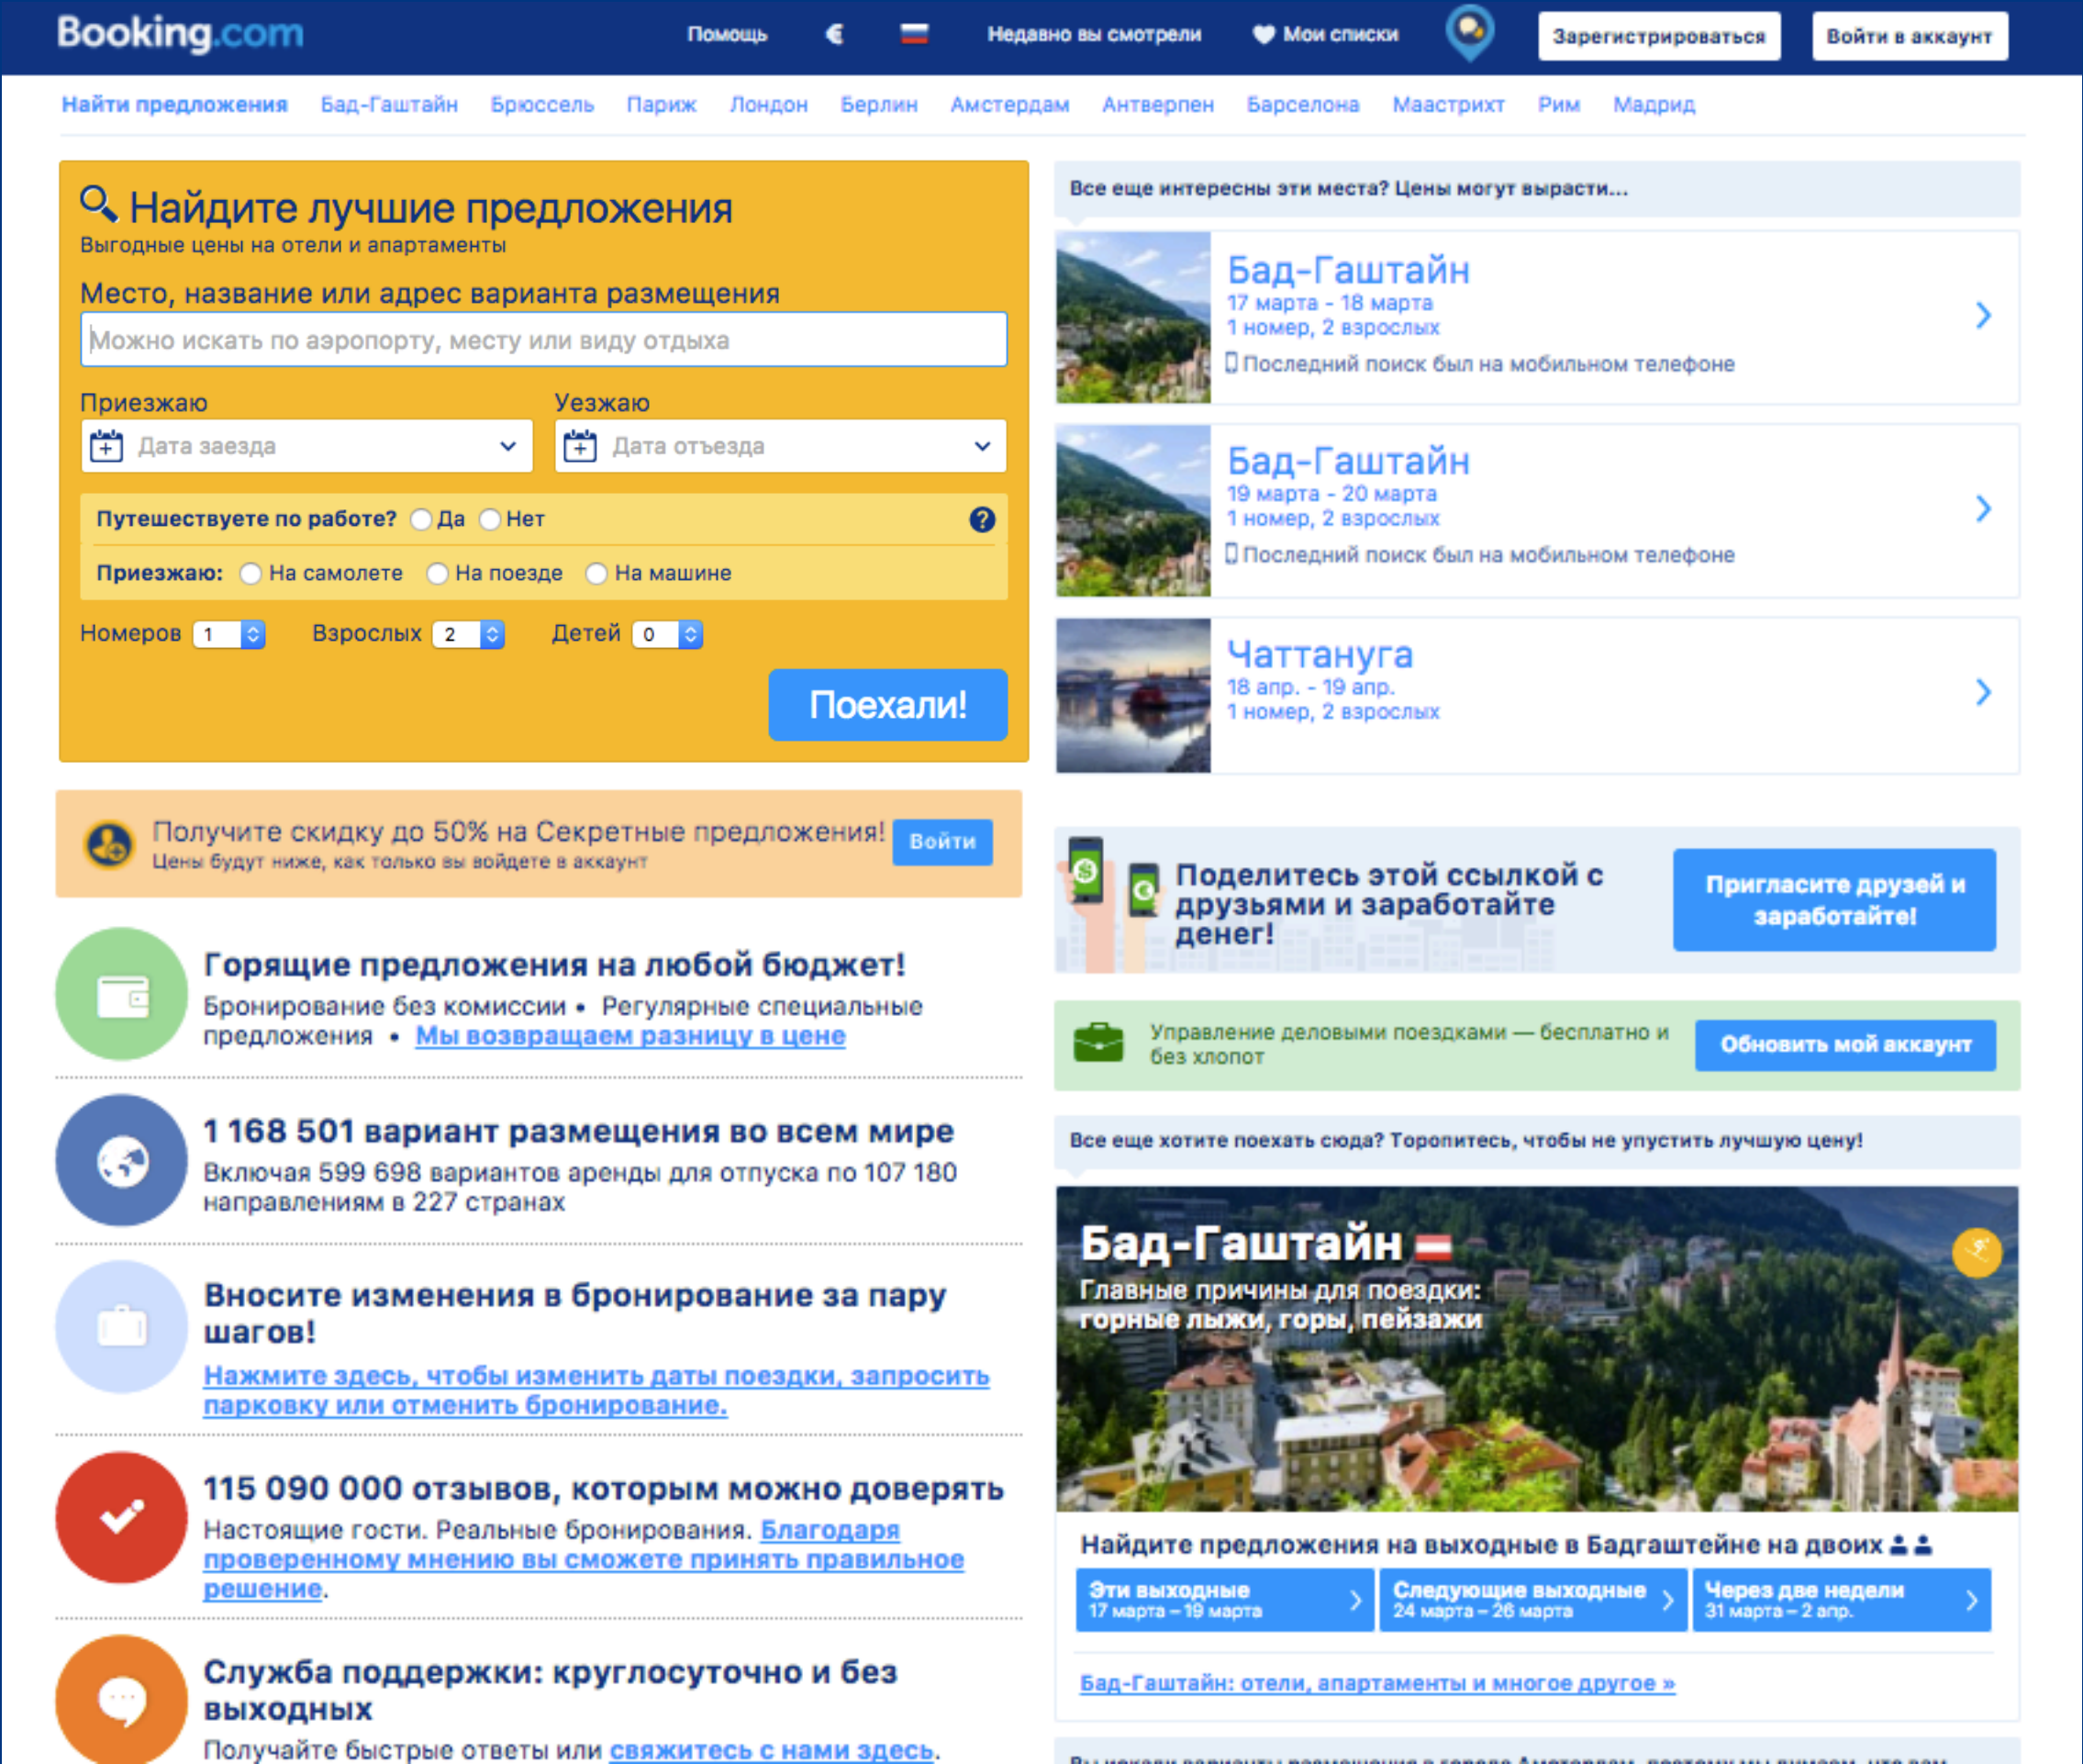 Booking.com
Помощь € Недавно вы смотрели Мои списки Зарегистрироваться Войти в аккаунт
Найти предложения Бад-Гаштайн Брюссель Париж Лондон Берлин Амстердам Антверпен Барселона Маастрихт Рим Мадрид
Найдите лучшие предложения
Выгодные цены на отели и апартаменты
Место, название или адрес варианта размещения
Можно искать по аэропорту, месту или виду отдыха
Приезжаю Уезжаю
Дата заезда Дата отъезда
Путешествуете по работе? Да Нет ?
Приезжаю: На самолете На поезде На машине
Номеров 1 Взрослых 2 Детей 0
Поехали!
Получите скидку до 50% на Секретные предложения!
Цены будут ниже, как только вы войдете в аккаунт
Войти
Горящие предложения на любой бюджет!
Бронирование без комиссии • Регулярные специальные
предложения • Мы возвращаем разницу в цене
1 168 501 вариант размещения во всем мире
Включая 599 698 вариантов аренды для отпуска по 107 180
направлениям в 227 странах
Вносите изменения в бронирование за пару
шагов!
Нажмите здесь, чтобы изменить даты поездки, запросить
парковку или отменить бронирование.
115 090 000 отзывов, которым можно доверять
Настоящие гости. Реальные бронирования. Благодаря
проверенному мнению вы сможете принять правильное
решение.
Служба поддержки: круглосуточно и без
выходных
Получайте быстрые ответы или свяжитесь с нами здесь.
Все еще интересны эти места? Цены могут вырасти...
Бад-Гаштайн
17 марта - 18 марта
1 номер, 2 взрослых
Последний поиск был на мобильном телефоне
Бад-Гаштайн
19 марта - 20 марта
1 номер, 2 взрослых
Последний поиск был на мобильном телефоне
Чаттануга
18 апр. - 19 апр.
1 номер, 2 взрослых
$ €
Поделитесь этой ссылкой с
друзьями и заработайте
денег!
Пригласите друзей и
заработайте!
Управление деловыми поездками — бесплатно и
без хлопот
Обновить мой аккаунт
Все еще хотите поехать сюда? Торопитесь, чтобы не упустить лучшую цену!
Бад-Гаштайн
Главные причины для поездки:
горные лыжи, горы, пейзажи
Найдите предложения на выходные в Бадгаштейне на двоих
Эти выходные Следующие выходные Через две недели
17 марта – 19 марта 24 марта – 26 марта 31 марта – 2 апр.
Бад-Гаштайн: отели, апартаменты и многое другое »
Вы искали варианты размещения в городе Амстердам, поэтому мы думаем, что вам